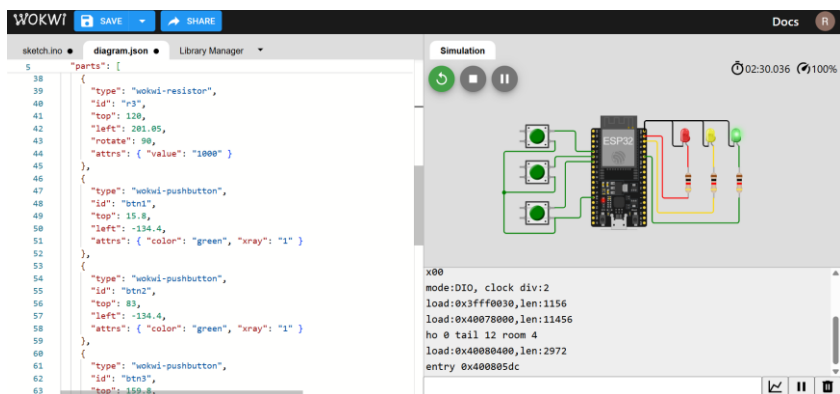 WOKWI SAVE SHARE Docs R
sketch.ino ● diagram.json ● Library Manager
Simulation
02:30.036 100%
5 "parts": [
38 {
39 "type": "wokwi-resistor",
40 "id": "r3",
41 "top": 120,
42 "left": 201.05,
43 "rotate": 90,
44 "attrs": { "value": "1000" }
45 },
46 {
47 "type": "wokwi-pushbutton",
48 "id": "btn1",
49 "top": 15.8,
50 "left": -134.4,
51 "attrs": { "color": "green", "xray": "1" }
52 },
53 {
54 "type": "wokwi-pushbutton",
55 "id": "btn2",
56 "top": 83,
57 "left": -134.4,
58 "attrs": { "color": "green", "xray": "1" }
59 },
60 {
61 "type": "wokwi-pushbutton",
62 "id": "btn3",
63 "top": 159.8,
ESP32
x00
mode:DIO, clock div:2
load:0x3fff0030,len:1156
load:0x40078000,len:11456
ho 0 tail 12 room 4
load:0x40080400,len:2972
entry 0x400805dc